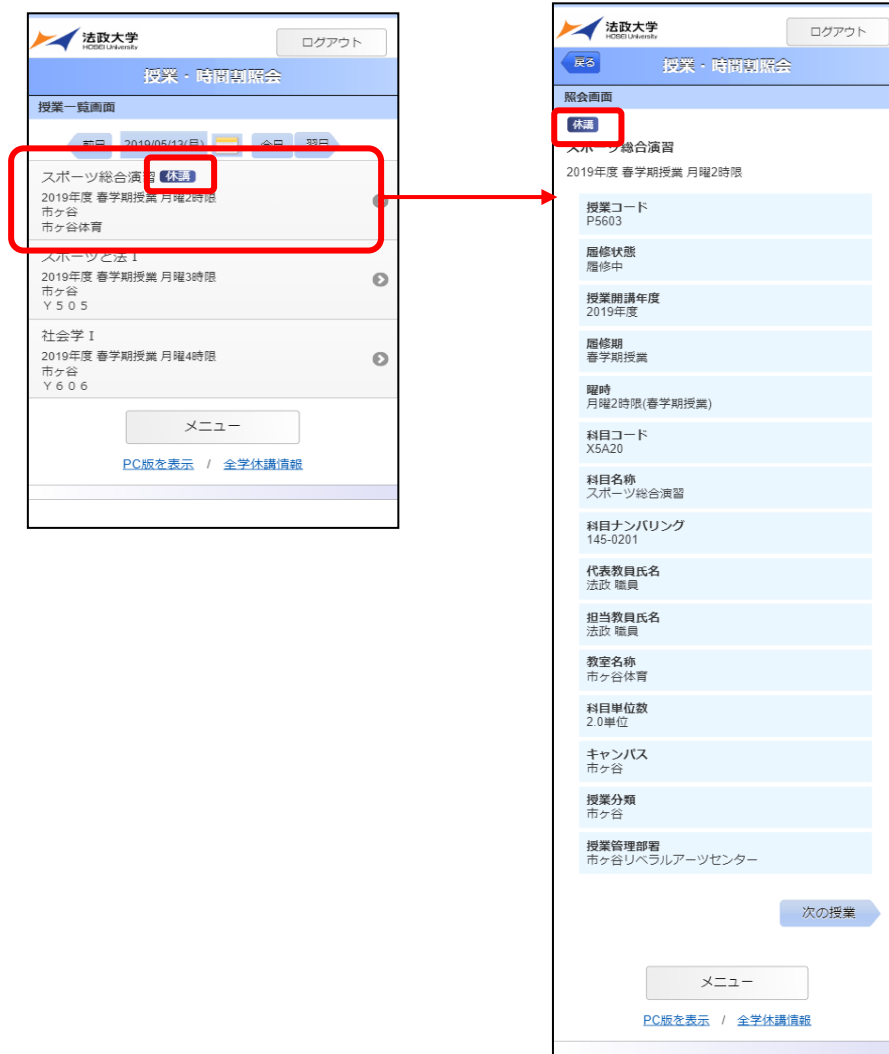 法政大学
HOSEI University
ログアウト
授業・時間割照会
授業一覧画面
前日 2019/05/13(月) 今日 翌日
スポーツ総合演習 休講
2019年度 春学期授業 月曜2時限
市ヶ谷
市ヶ谷体育
スポーツと法Ⅰ
2019年度 春学期授業 月曜3時限
市ヶ谷
Ｙ５０５
社会学Ⅰ
2019年度 春学期授業 月曜4時限
市ヶ谷
Ｙ６０６
メニュー
PC版を表示 / 全学休講情報
法政大学
HOSEI University
ログアウト
戻る 授業・時間割照会
照会画面
休講
スポーツ総合演習
2019年度 春学期授業 月曜2時限
授業コード
P5603
履修状態
履修中
授業開講年度
2019年度
履修期
春学期授業
曜時
月曜2時限(春学期授業)
科目コード
X5A20
科目名称
スポーツ総合演習
科目ナンバリング
145-0201
代表教員氏名
法政 職員
担当教員氏名
法政 職員
教室名称
市ヶ谷体育
科目単位数
2.0単位
キャンパス
市ヶ谷
授業分類
市ヶ谷
授業管理部署
市ヶ谷リベラルアーツセンター
次の授業
メニュー
PC版を表示 / 全学休講情報